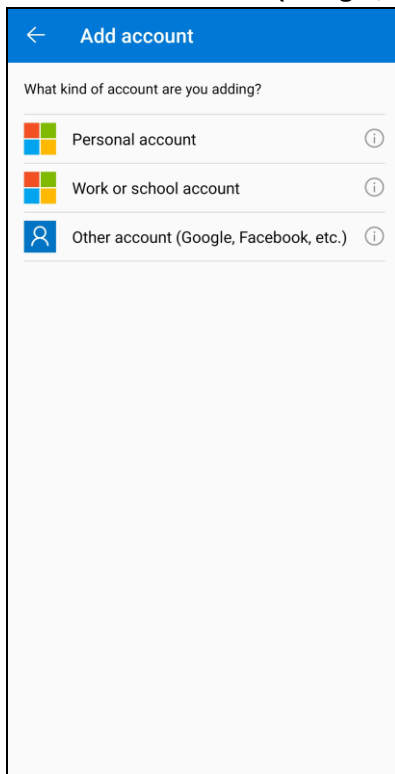 Add account
What kind of account are you adding?
Personal account
Work or school account
Other account (Google, Facebook, etc.)